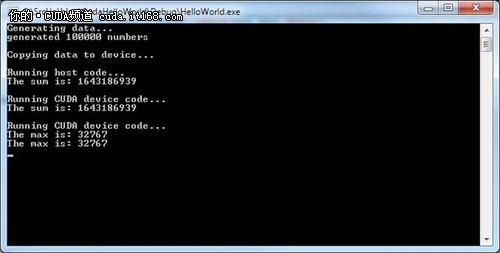 你的·CUDA频道 cuda.it168.com
\HelloWorld.exe
Generating data...
generated 100000 numbers
Copying data to device...
Running host code...
The sum is: 1643186939
Running CUDA device code...
The sum is: 1643186939
Running CUDA device code...
The max is: 32767
The max is: 32767